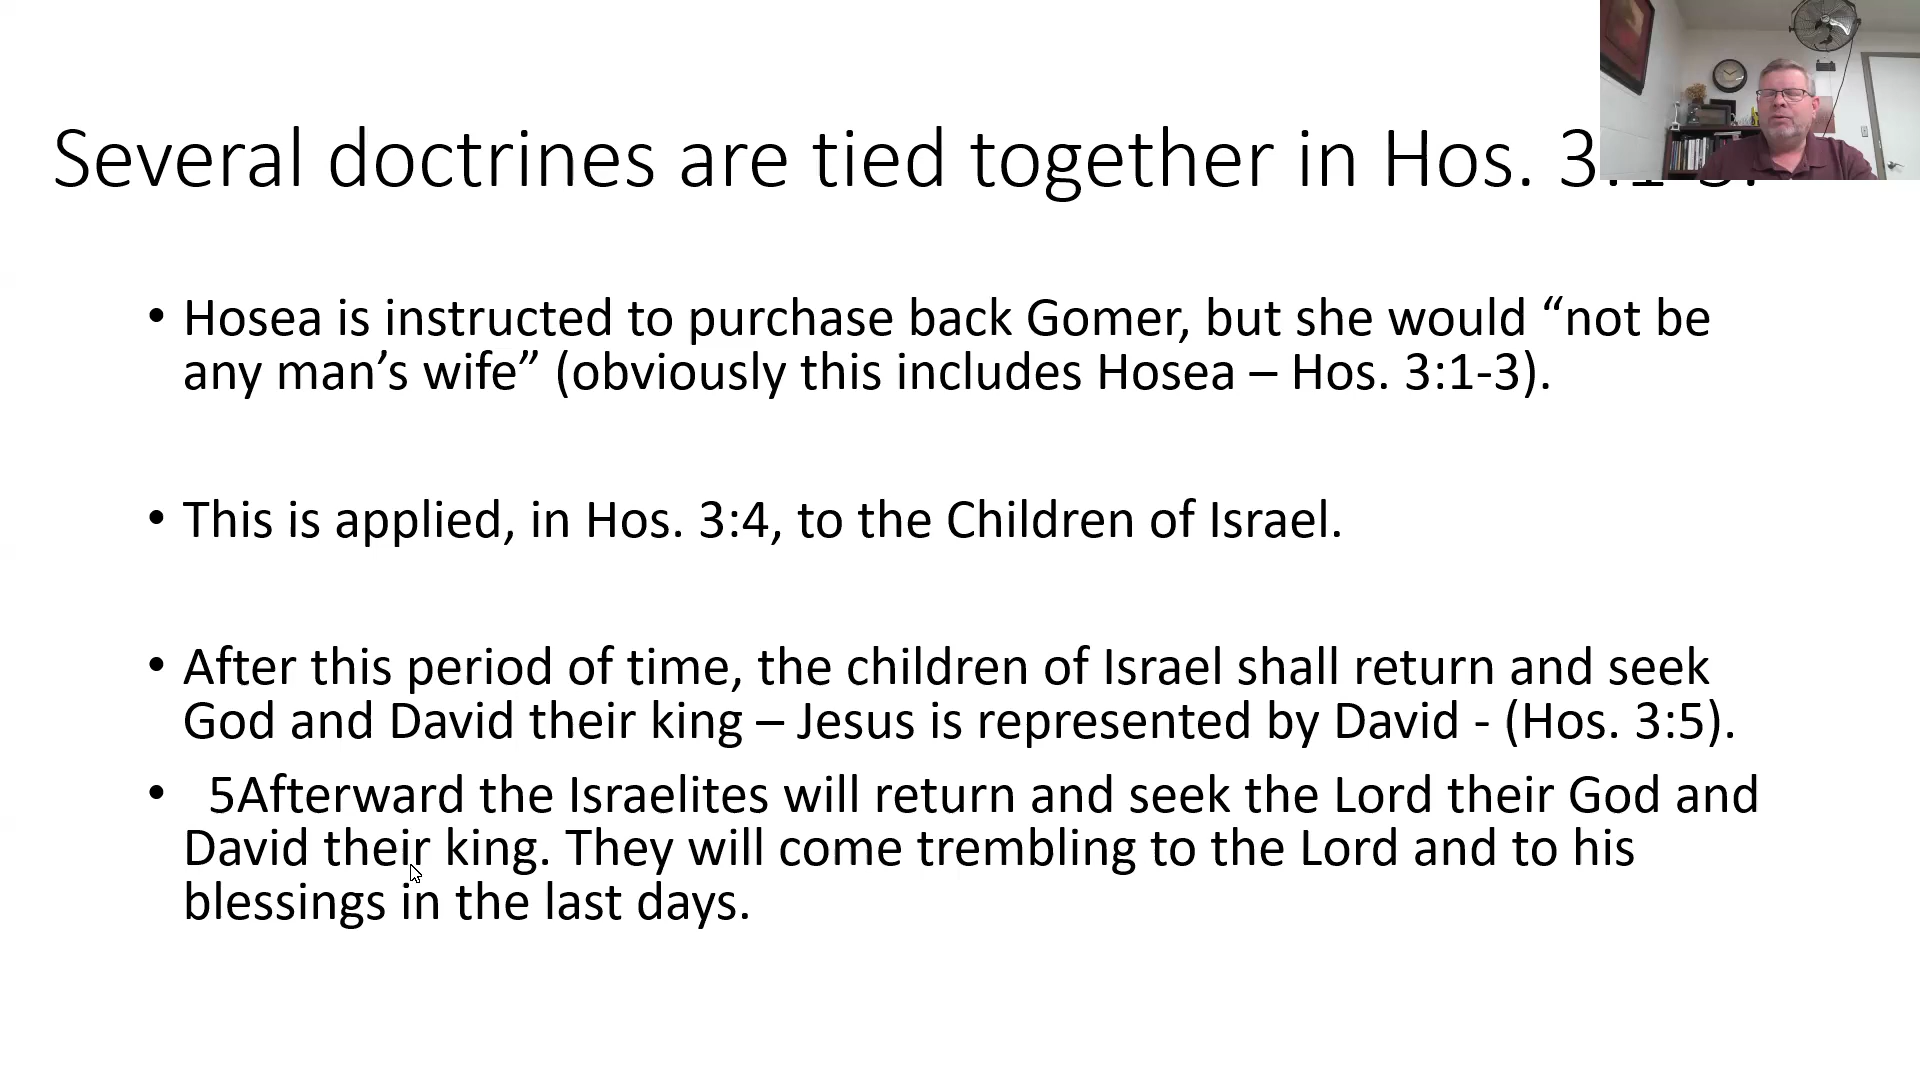 Several doctrines are tied together in Hos. 3:1-5.
• Hosea is instructed to purchase back Gomer, but she would “not be
any man’s wife” (obviously this includes Hosea – Hos. 3:1-3).
• This is applied, in Hos. 3:4, to the Children of Israel.
• After this period of time, the children of Israel shall return and seek
God and David their king – Jesus is represented by David - (Hos. 3:5).
• 5Afterward the Israelites will return and seek the Lord their God and
David their king. They will come trembling to the Lord and to his
blessings in the last days.